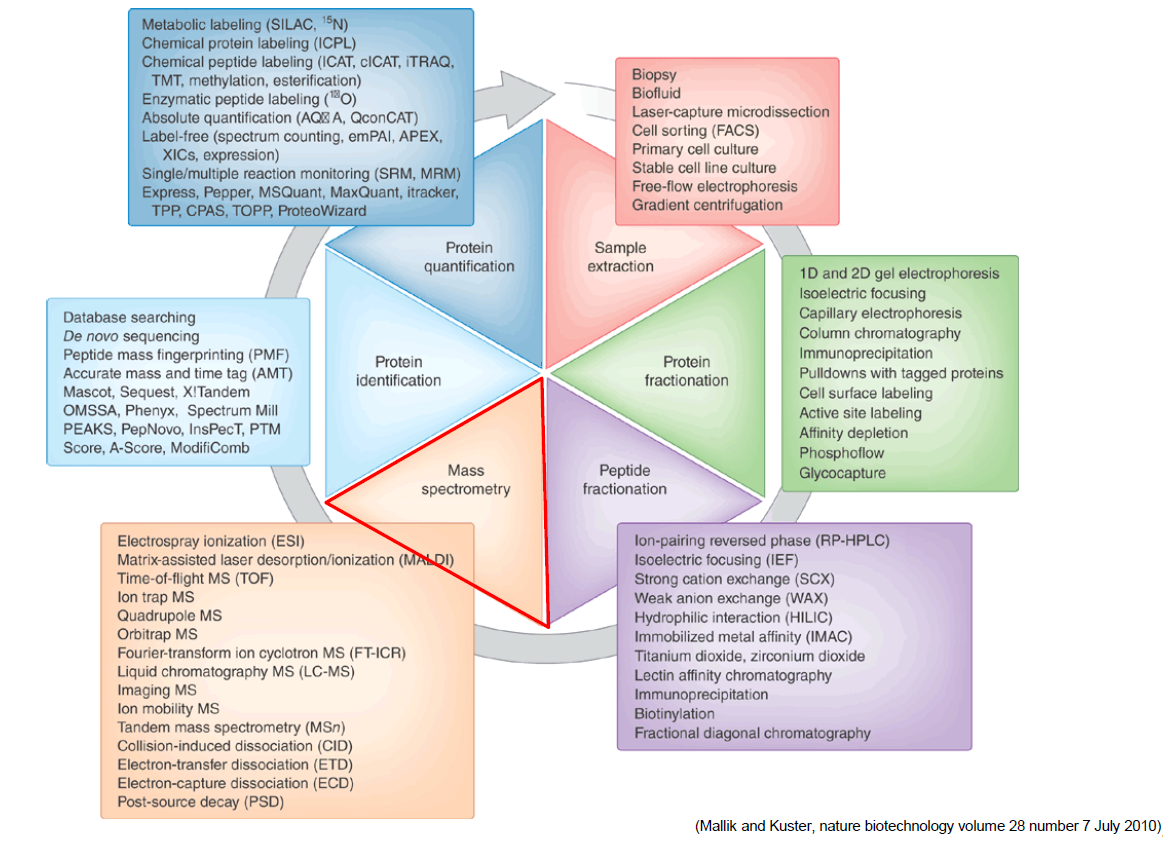 Metabolic labeling (SILAC, ¹⁵N)
Chemical protein labeling (ICPL)
Chemical peptide labeling (ICAT, cICAT, iTRAQ,
TMT, methylation, esterification)
Enzymatic peptide labeling (¹⁸O)
Absolute quantification (AQ A, QconCAT)
Label-free (spectrum counting, emPAI, APEX,
XICs, expression)
Single/multiple reaction monitoring (SRM, MRM)
Express, Pepper, MSQuant, MaxQuant, itracker,
TPP, CPAS, TOPP, ProteoWizard
Biopsy
Biofluid
Laser-capture microdissection
Cell sorting (FACS)
Primary cell culture
Stable cell line culture
Free-flow electrophoresis
Gradient centrifugation
Protein
quantification
Sample
extraction
1D and 2D gel electrophoresis
Isoelectric focusing
Capillary electrophoresis
Column chromatography
Immunoprecipitation
Pulldowns with tagged proteins
Cell surface labeling
Active site labeling
Affinity depletion
Phosphoflow
Glycocapture
Database searching
De novo sequencing
Peptide mass fingerprinting (PMF)
Accurate mass and time tag (AMT)
Mascot, Sequest, X!Tandem
OMSSA, Phenyx, Spectrum Mill
PEAKS, PepNovo, InsPecT, PTM
Score, A-Score, ModifiComb
Protein
identification
Protein
fractionation
Mass
spectrometry
Peptide
fractionation
Electrospray ionization (ESI)
Matrix-assisted laser desorption/ionization (MALDI)
Time-of-flight MS (TOF)
Ion trap MS
Quadrupole MS
Orbitrap MS
Fourier-transform ion cyclotron MS (FT-ICR)
Liquid chromatography MS (LC-MS)
Imaging MS
Ion mobility MS
Tandem mass spectrometry (MSn)
Collision-induced dissociation (CID)
Electron-transfer dissociation (ETD)
Electron-capture dissociation (ECD)
Post-source decay (PSD)
Ion-pairing reversed phase (RP-HPLC)
Isoelectric focusing (IEF)
Strong cation exchange (SCX)
Weak anion exchange (WAX)
Hydrophilic interaction (HILIC)
Immobilized metal affinity (IMAC)
Titanium dioxide, zirconium dioxide
Lectin affinity chromatography
Immunoprecipitation
Biotinylation
Fractional diagonal chromatography
(Mallik and Kuster, nature biotechnology volume 28 number 7 July 2010)